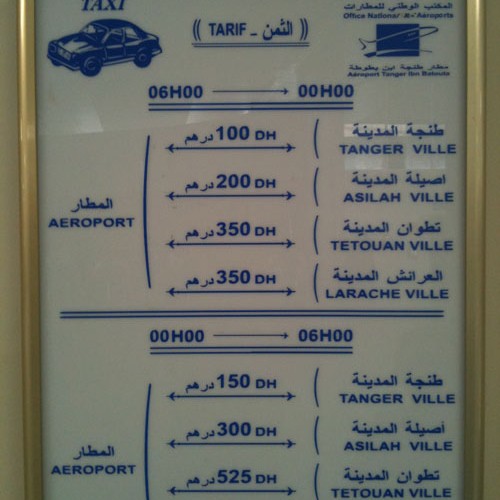 TAXI
(( الثمن - TARIF ))
المكتب الوطني للمطارات
Office National des Aéroports
مطار طنجة ابن بطوطة
Aéroport Tanger Ibn Batouta
06H00 → 00H00
المطار
AEROPORT
100 DH درهم
طنجة المدينة
TANGER VILLE
200 DH درهم
اصيلة المدينة
ASILAH VILLE
350 DH درهم
تطوان المدينة
TETOUAN VILLE
350 DH درهم
العرائش المدينة
LARACHE VILLE
00H00 → 06H00
المطار
AEROPORT
150 DH درهم
طنجة المدينة
TANGER VILLE
300 DH درهم
أصيلة المدينة
ASILAH VILLE
525 DH درهم
تطوان المدينة
TETOUAN VILLE